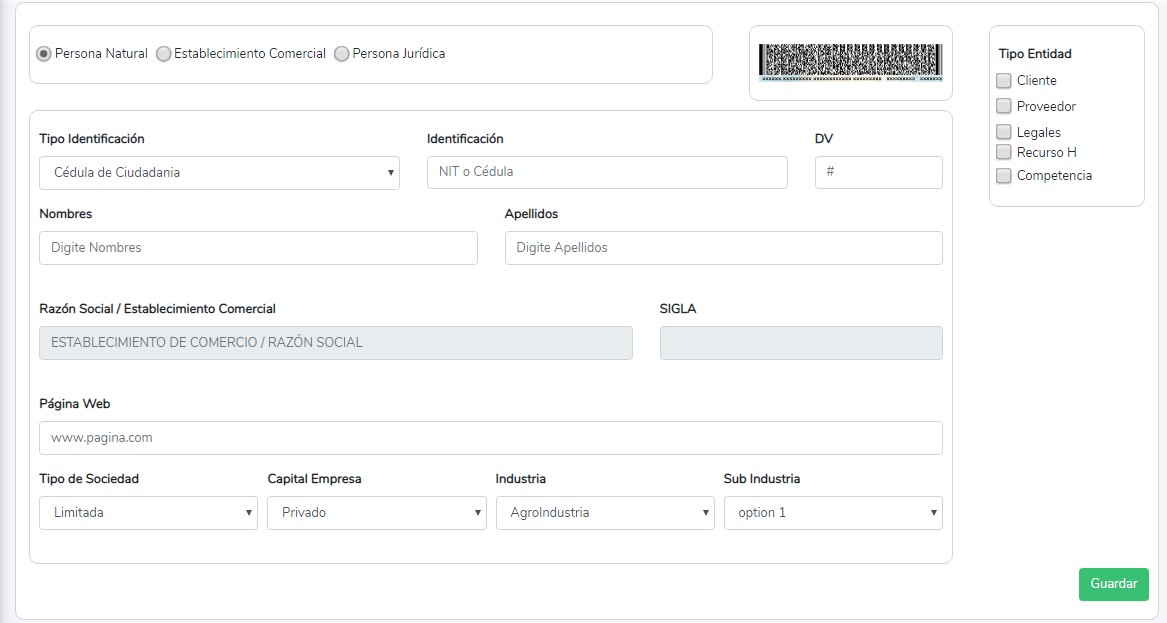 Persona Natural Establecimiento Comercial Persona Jurídica
Tipo Entidad
Cliente
Proveedor
Legales
Recurso H
Competencia
Tipo Identificación Identificación DV
Cédula de Ciudadania NIT o Cédula #
Nombres Apellidos
Digite Nombres Digite Apellidos
Razón Social / Establecimiento Comercial SIGLA
ESTABLECIMIENTO DE COMERCIO / RAZÓN SOCIAL
Página Web
www.pagina.com
Tipo de Sociedad Capital Empresa Industria Sub Industria
Limitada Privado AgroIndustria option 1
Guardar